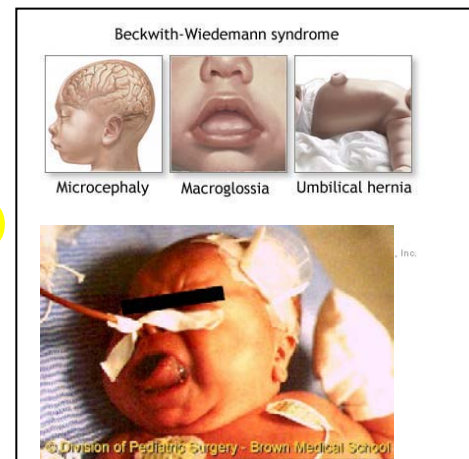 Beckwith-Wiedemann syndrome
Microcephaly Macroglossia Umbilical hernia
, Inc.
© Division of Pediatric Surgery - Brown Medical School